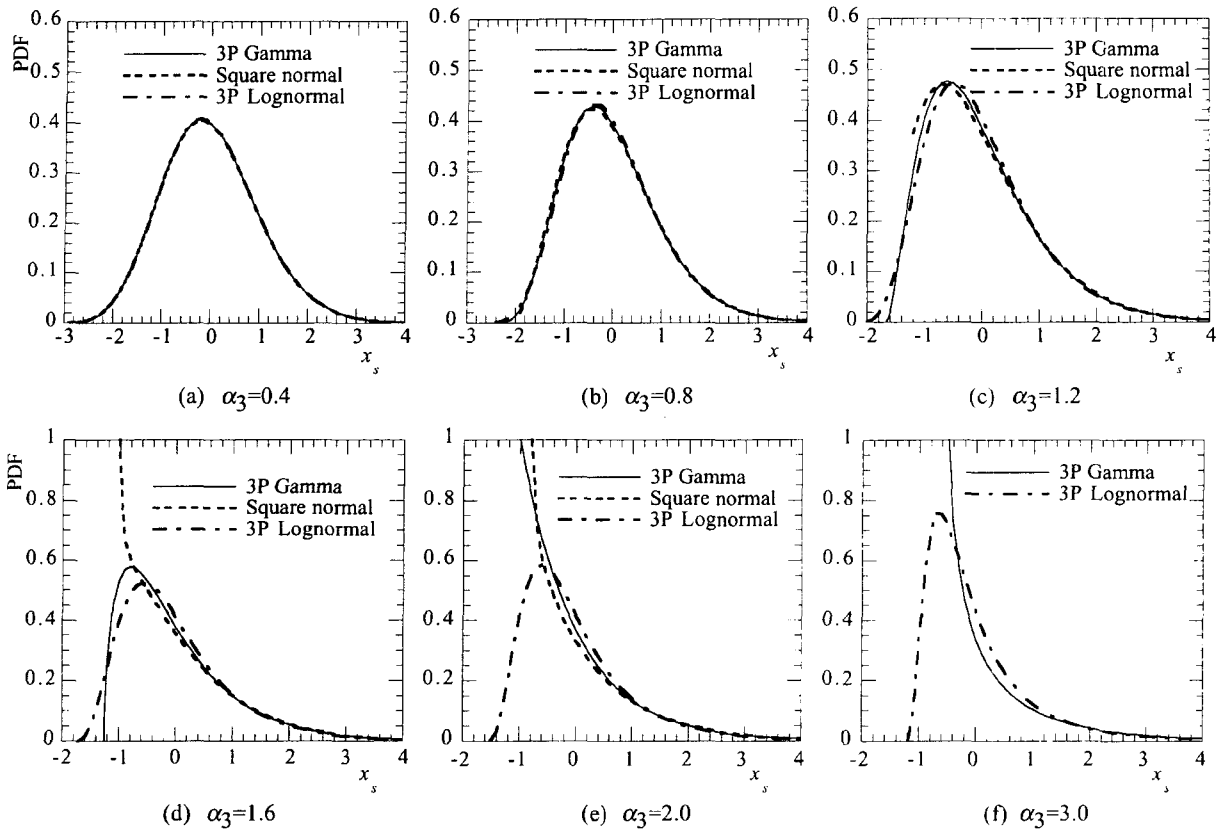 PDF
0.6
0.5
0.4
0.3
0.2
0.1
0
-3 -2 -1 0 1 2 3 4
x_s
3P Gamma
Square normal
3P Lognormal
(a) α3=0.4
0.6
0.5
0.4
0.3
0.2
0.1
0
-3 -2 -1 0 1 2 3 4
x_s
3P Gamma
Square normal
3P Lognormal
(b) α3=0.8
0.6
0.5
0.4
0.3
0.2
0.1
0
-2 -1 0 1 2 3 4
x_s
3P Gamma
Square normal
3P Lognormal
(c) α3=1.2
PDF
1
0.8
0.6
0.4
0.2
0
-2 -1 0 1 2 3 4
x_s
3P Gamma
Square normal
3P Lognormal
(d) α3=1.6
1
0.8
0.6
0.4
0.2
0
-2 -1 0 1 2 3 4
x_s
3P Gamma
Square normal
3P Lognormal
(e) α3=2.0
1
0.8
0.6
0.4
0.2
0
-2 -1 0 1 2 3 4
x_s
3P Gamma
3P Lognormal
(f) α3=3.0